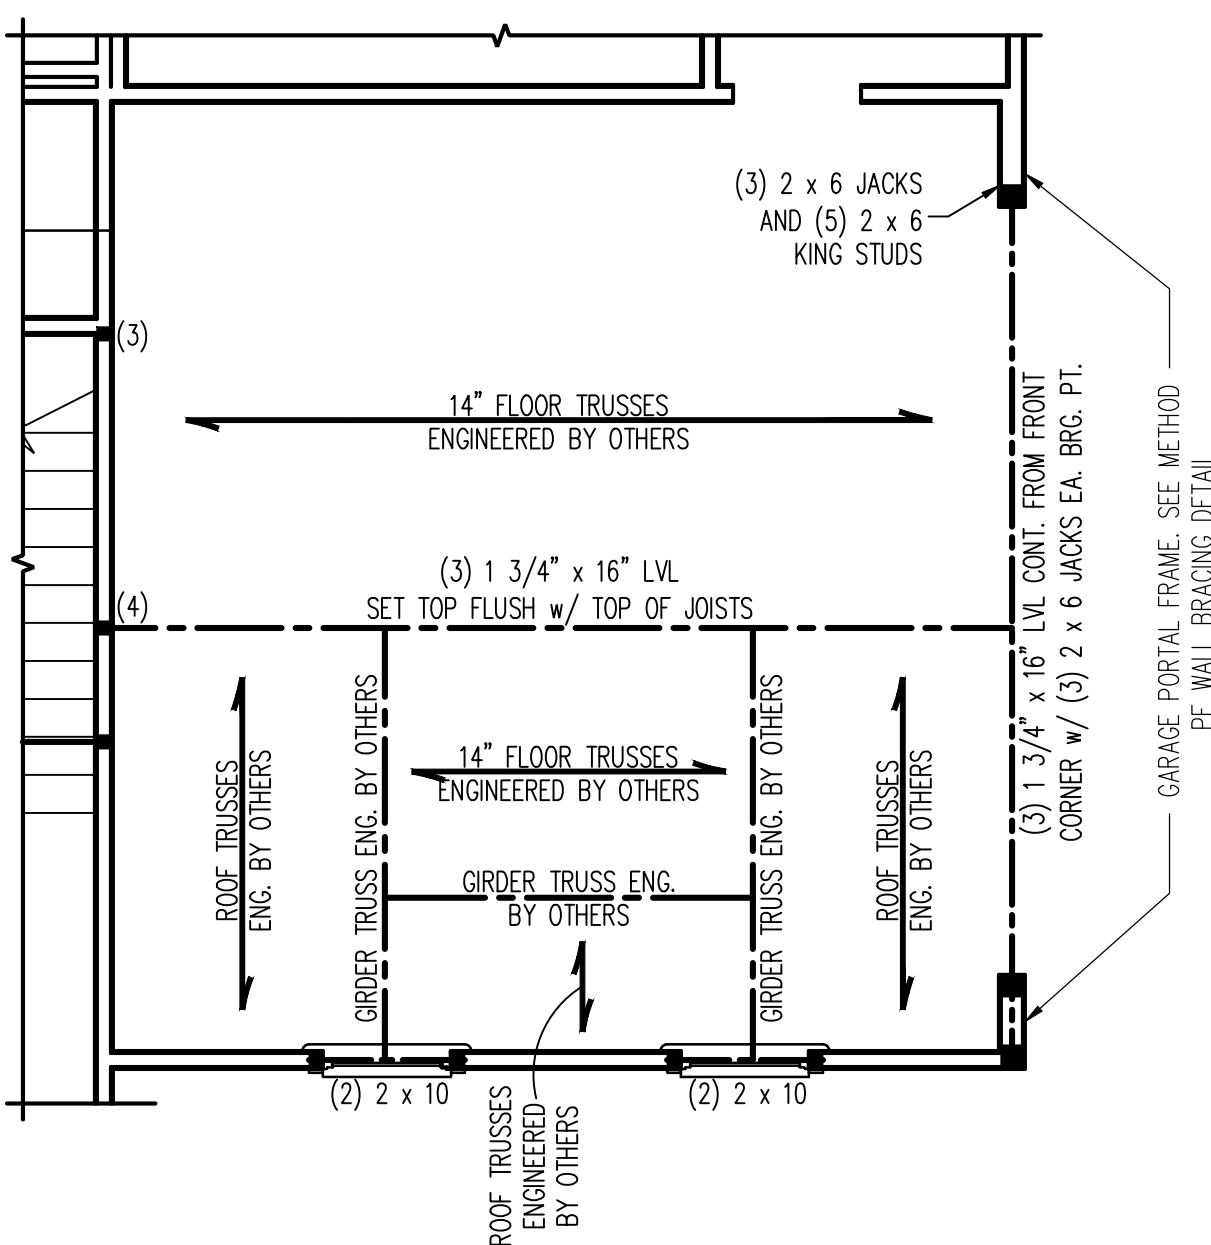 (3) 2 x 6 JACKS
AND (5) 2 x 6
KING STUDS
(3)
14" FLOOR TRUSSES
ENGINEERED BY OTHERS
(3) 1 3/4" x 16" LVL
SET TOP FLUSH w/ TOP OF JOISTS
(4)
ROOF TRUSSES
ENG. BY OTHERS
GIRDER TRUSS ENG. BY OTHERS
14" FLOOR TRUSSES
ENGINEERED BY OTHERS
GIRDER TRUSS ENG.
BY OTHERS
GIRDER TRUSS ENG. BY OTHERS
ROOF TRUSSES
ENG. BY OTHERS
(3) 1 3/4" x 16" LVL CONT. FROM FRONT
CORNER w/ (3) 2 x 6 JACKS EA. BRG. PT.
GARAGE PORTAL FRAME. SEE METHOD
PF WALL BRACING DETAIL
(2) 2 x 10
(2) 2 x 10
ROOF TRUSSES
ENGINEERED
BY OTHERS